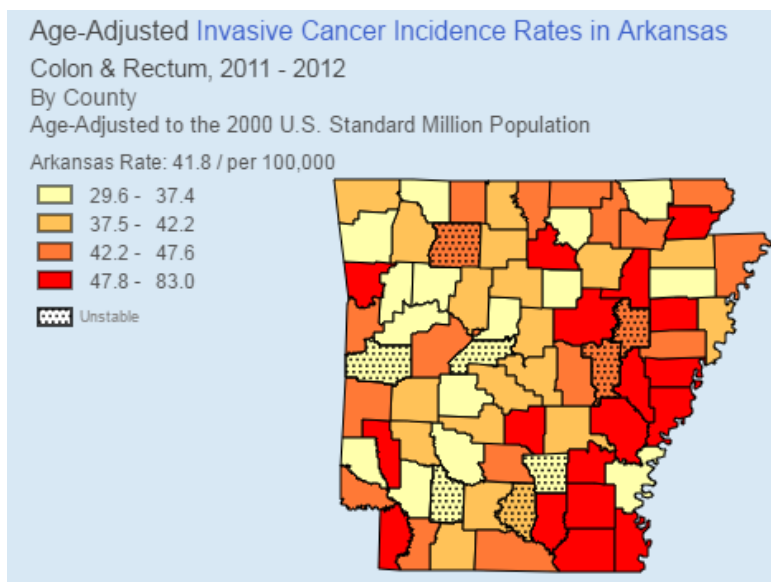 Age-Adjusted Invasive Cancer Incidence Rates in Arkansas
Colon & Rectum, 2011 - 2012
By County
Age-Adjusted to the 2000 U.S. Standard Million Population
Arkansas Rate: 41.8 / per 100,000
29.6 - 37.4
37.5 - 42.2
42.2 - 47.6
47.8 - 83.0
Unstable